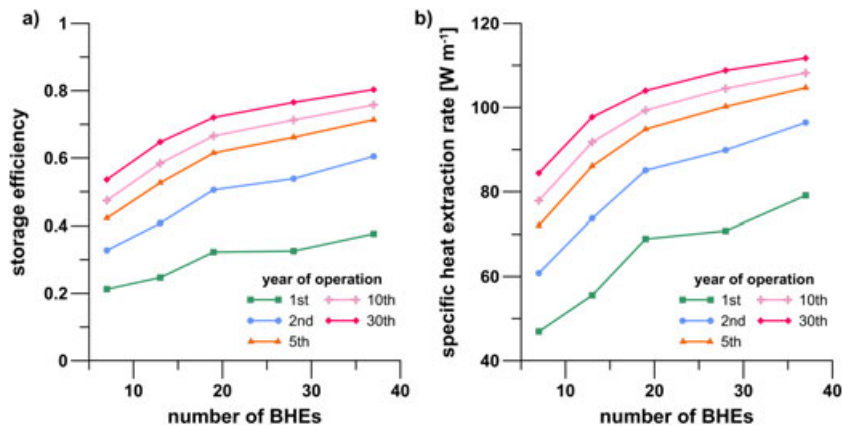 a)
1
0.8
0.6
0.4
0.2
0
storage efficiency
10
20
30
40
number of BHEs
year of operation
1st
10th
2nd
30th
5th
b)
120
100
80
60
40
specific heat extraction rate [W m⁻¹]
10
20
30
40
number of BHEs
year of operation
1st
10th
2nd
30th
5th